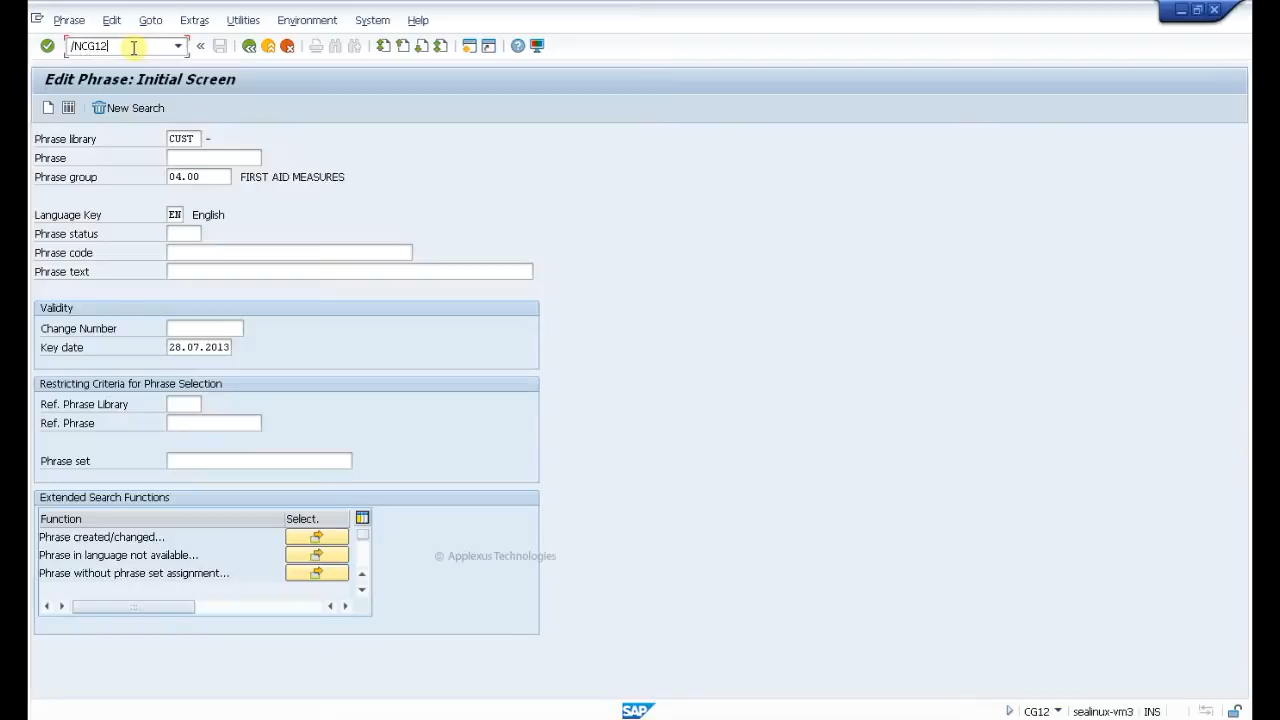 Phrase Edit Goto Extras Utilities Environment System Help
/NCG12
Edit Phrase: Initial Screen
New Search
Phrase library CUST -
Phrase
Phrase group 04.00 FIRST AID MEASURES
Language Key EN English
Phrase status
Phrase code
Phrase text
Validity
Change Number
Key date 28.07.2013
Restricting Criteria for Phrase Selection
Ref. Phrase Library
Ref. Phrase
Phrase set
Extended Search Functions
Function Select.
Phrase created/changed...
Phrase in language not available...
© Applexus Technologies
Phrase without phrase set assignment...
SAP CG12 sealinux-vm3 INS